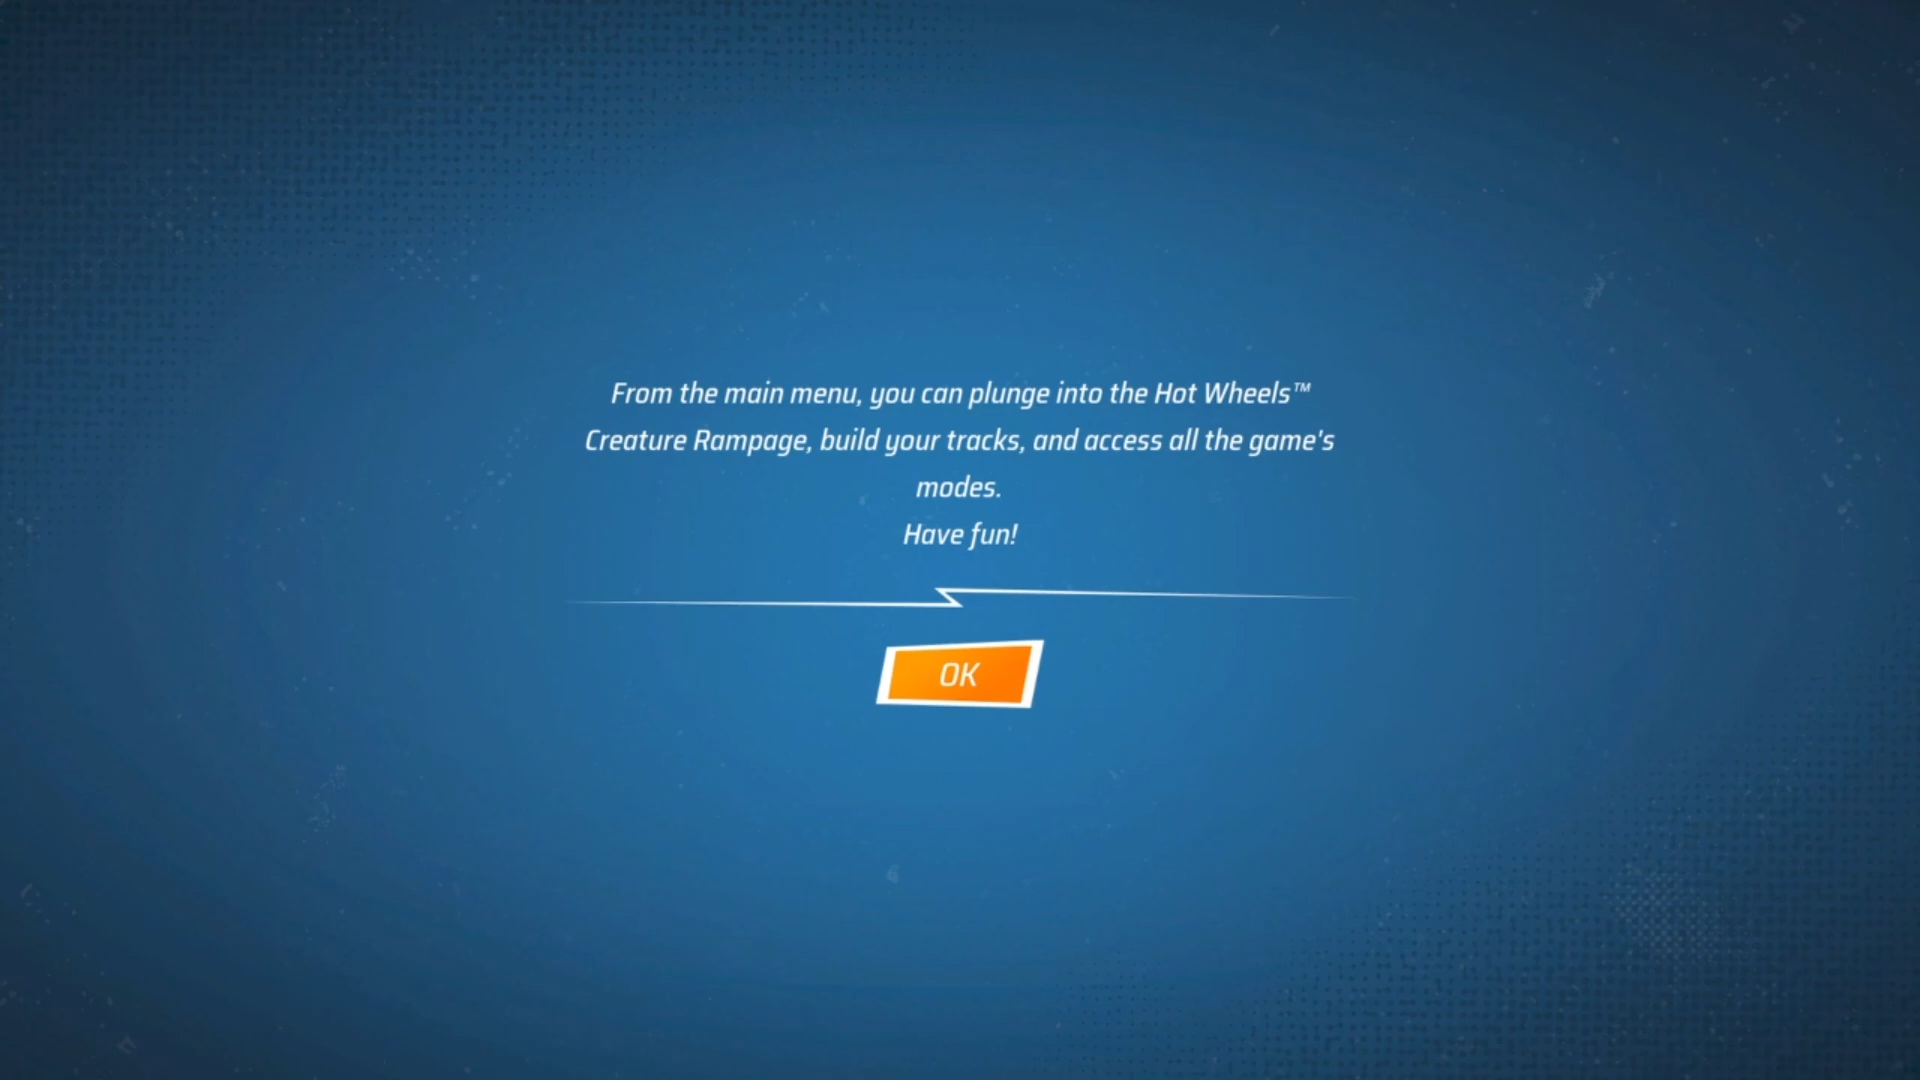 From the main menu, you can plunge into the Hot Wheels™
Creature Rampage, build your tracks, and access all the game's
modes.
Have fun!
OK